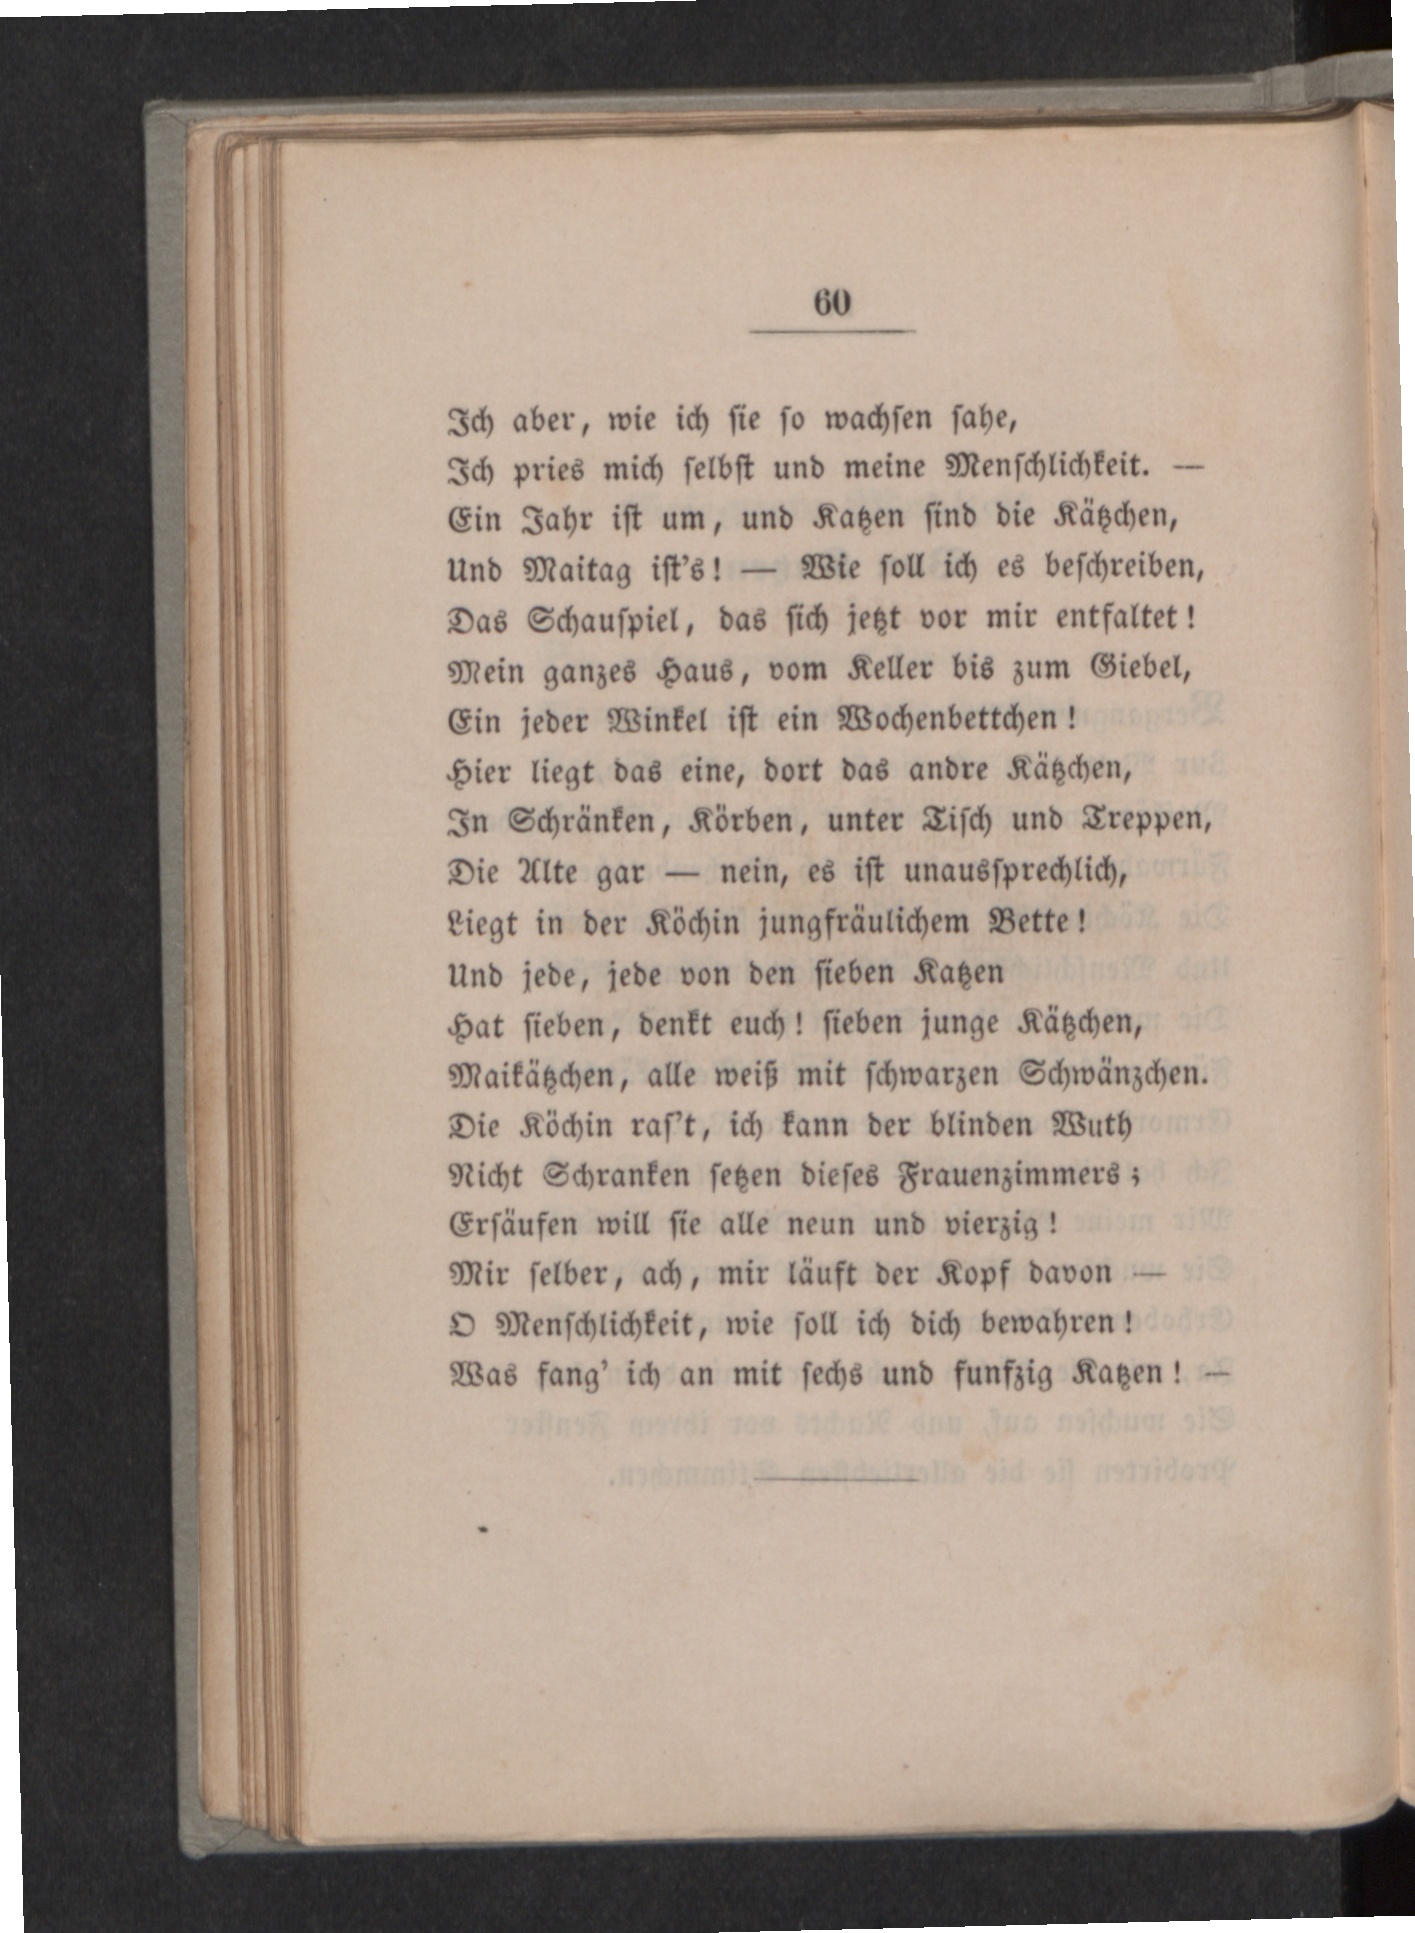 60
Ich aber, wie ich ſie ſo wachſen ſahe,
Ich pries mich ſelbſt und meine Menſchlichkeit. —
Ein Jahr iſt um, und Katzen ſind die Kätzchen,
Und Maitag iſt's! — Wie ſoll ich es beſchreiben,
Das Schauſpiel, das ſich jetzt vor mir entfaltet!
Mein ganzes Haus, vom Keller bis zum Giebel,
Ein jeder Winkel iſt ein Wochenbettchen!
Hier liegt das eine, dort das andre Kätzchen,
In Schränken, Körben, unter Tiſch und Treppen,
Die Alte gar — nein, es iſt unausſprechlich,
Liegt in der Köchin jungfräulichem Bette!
Und jede, jede von den ſieben Katzen
Hat ſieben, denkt euch! ſieben junge Kätzchen,
Maikätzchen, alle weiß mit ſchwarzen Schwänzchen.
Die Köchin raſ't, ich kann der blinden Wuth
Nicht Schranken ſetzen dieſes Frauenzimmers;
Erſäufen will ſie alle neun und vierzig!
Mir ſelber, ach, mir läuft der Kopf davon —
O Menſchlichkeit, wie ſoll ich dich bewahren!
Was fang' ich an mit ſechs und funfzig Katzen! —